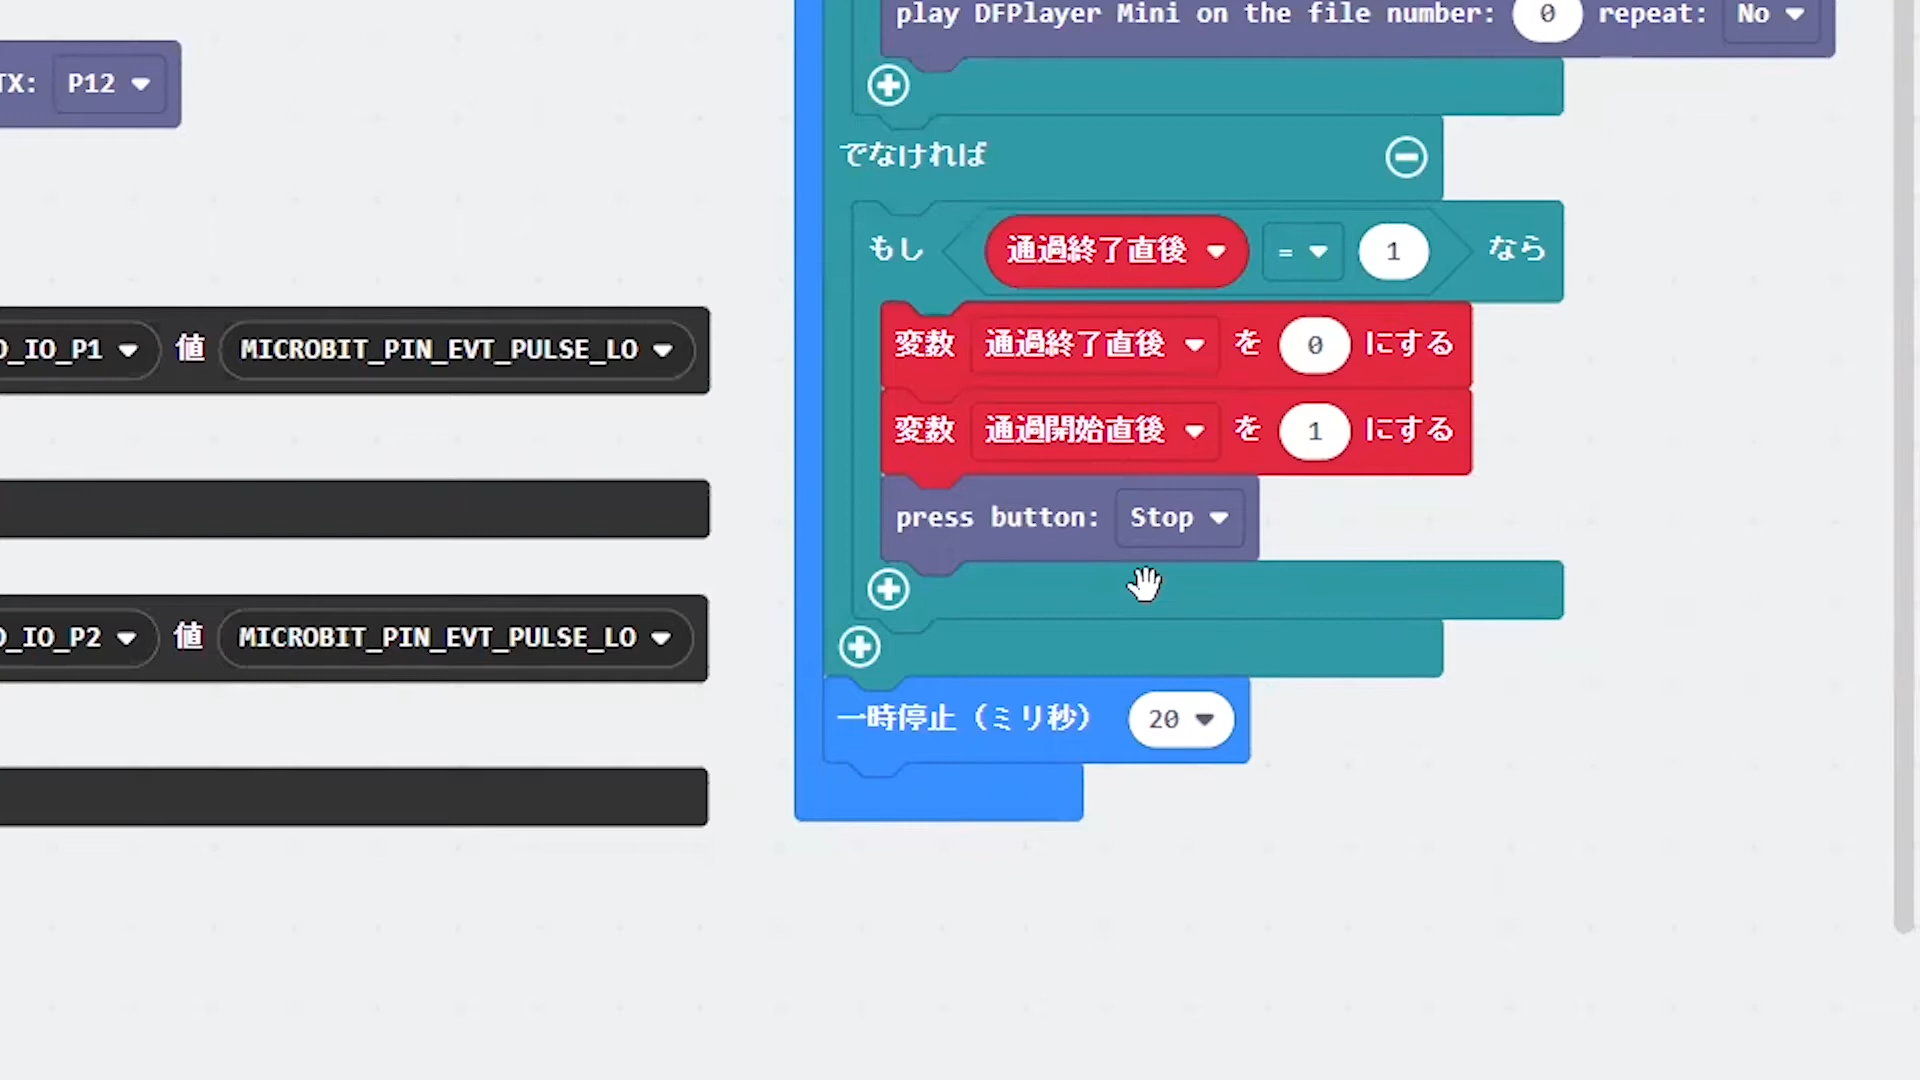 play DFPlayer Mini on the file number: 0 repeat: No
TX: P12
でなければ
もし 通過終了直後 = 1 なら
変数 通過終了直後 を 0 にする
_IO_P1 値 MICROBIT_PIN_EVT_PULSE_LO
変数 通過開始直後 を 1 にする
press button: Stop
_IO_P2 値 MICROBIT_PIN_EVT_PULSE_LO
一時停止（ミリ秒） 20